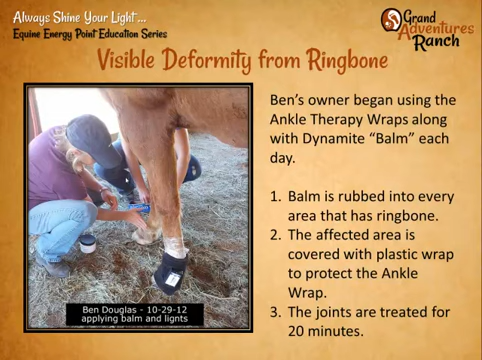 Always Shine Your Light...
Equine Energy Point Education Series
Grand
Adventures
Ranch
Visible Deformity from Ringbone
Ben's owner began using the
Ankle Therapy Wraps along
with Dynamite "Balm" each
day.
1. Balm is rubbed into every
area that has ringbone.
2. The affected area is
covered with plastic wrap
to protect the Ankle
Wrap.
3. The joints are treated for
20 minutes.
Ben Douglas - 10-29-12
applying balm and lignts